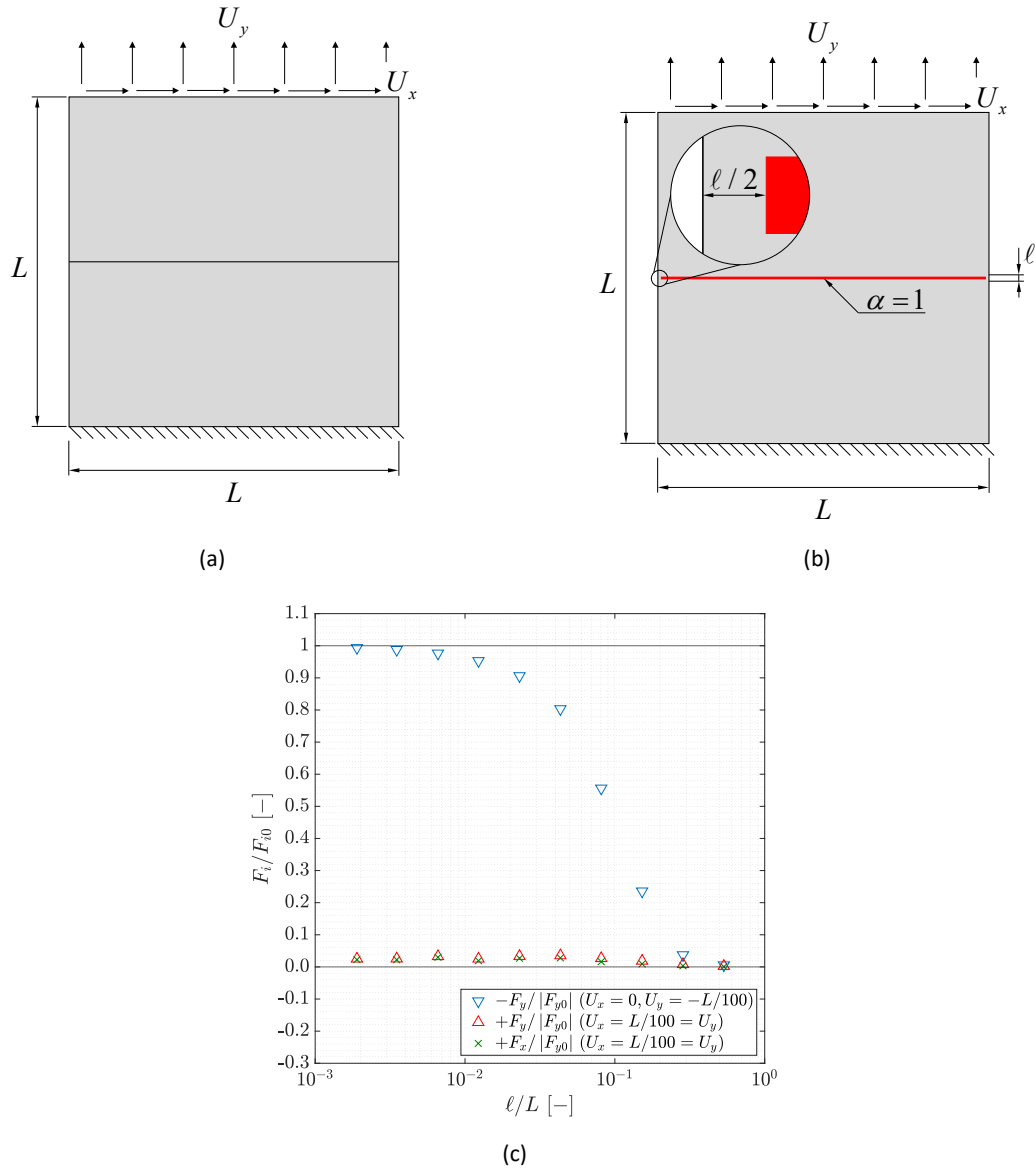 U_y
U_x
L
L
(a)
U_y
U_x
ℓ / 2
L
ℓ
α = 1
L
(b)
1.1
1
0.9
0.8
0.7
0.6
0.5
0.4
0.3
0.2
0.1
0.0
-0.1
-0.2
-0.3
F_i/F_{i0} [−]
−F_y/ |F_{y0}| (U_x = 0, U_y = −L/100)
+F_y/ |F_{y0}| (U_x = L/100 = U_y)
+F_x/ |F_{y0}| (U_x = L/100 = U_y)
10^{-3} 10^{-2} 10^{-1} 10^{0}
ℓ/L [−]
(c)